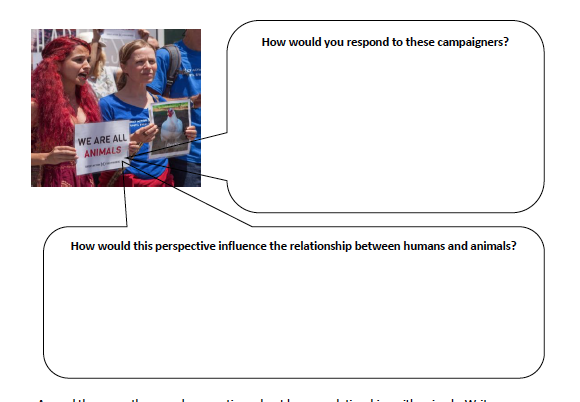 How would you respond to these campaigners?
WE ARE ALL
ANIMALS
How would this perspective influence the relationship between humans and animals?